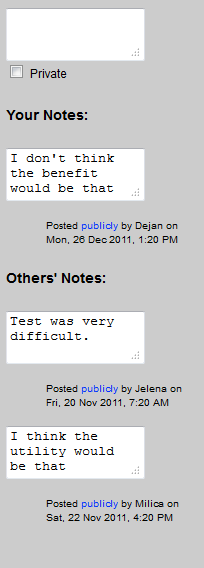 Private
Your Notes:
I don't think
the benefit
would be that
Posted publicly by Dejan on
Mon, 26 Dec 2011, 1:20 PM
Others' Notes:
Test was very
difficult.
Posted publicly by Jelena on
Fri, 20 Nov 2011, 7:20 AM
I think the
utility would
be that
Posted publicly by Milica on
Sat, 22 Nov 2011, 4:20 PM